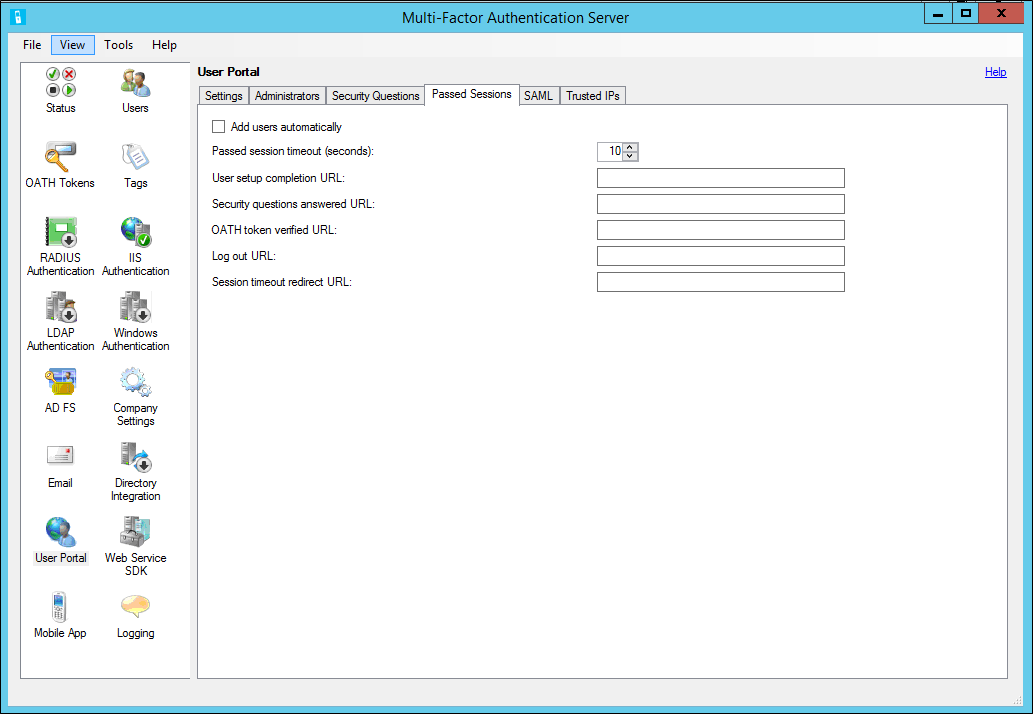 Multi-Factor Authentication Server
File View Tools Help
Status
Users
OATH Tokens
Tags
RADIUS
Authentication
IIS
Authentication
LDAP
Authentication
Windows
Authentication
AD FS
Company
Settings
Email
Directory
Integration
User Portal
Web Service
SDK
Mobile App
Logging
User Portal
Help
Settings Administrators Security Questions Passed Sessions SAML Trusted IPs
Add users automatically
Passed session timeout (seconds): 10
User setup completion URL:
Security questions answered URL:
OATH token verified URL:
Log out URL:
Session timeout redirect URL: